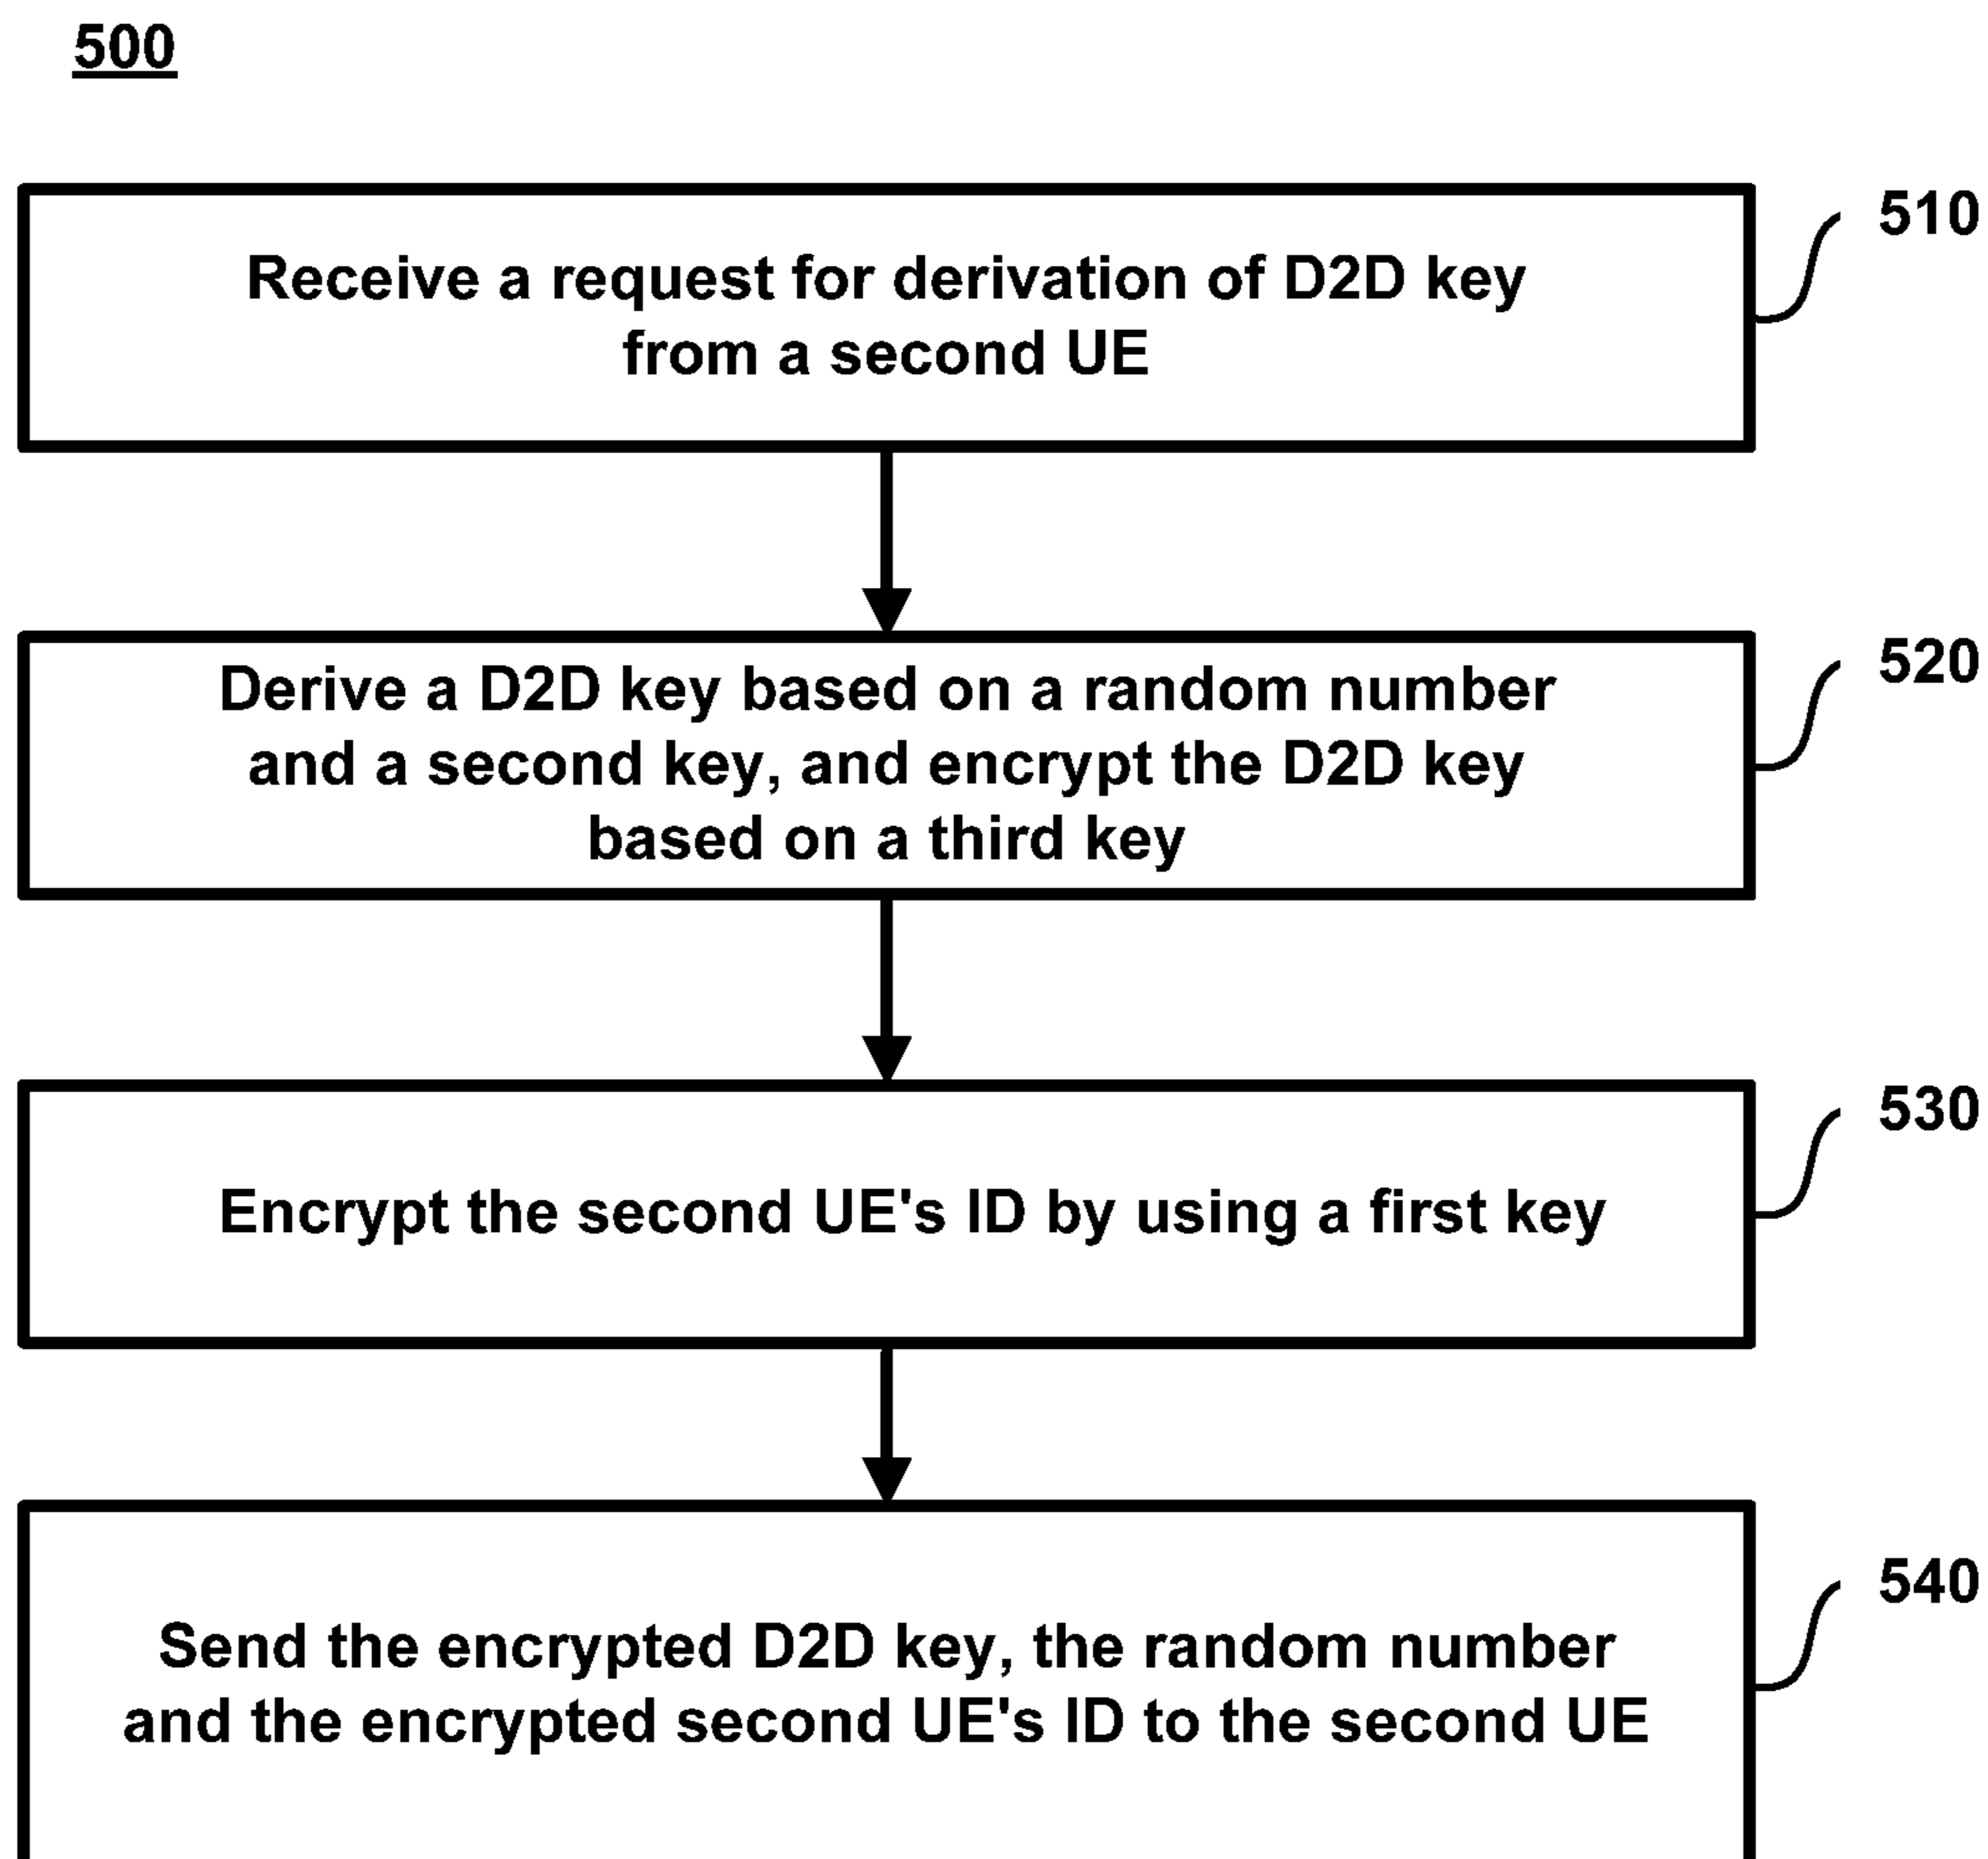 500
Receive a request for derivation of D2D key
from a second UE
510
Derive a D2D key based on a random number
and a second key, and encrypt the D2D key
based on a third key
520
Encrypt the second UE's ID by using a first key
530
Send the encrypted D2D key, the random number
and the encrypted second UE's ID to the second UE
540